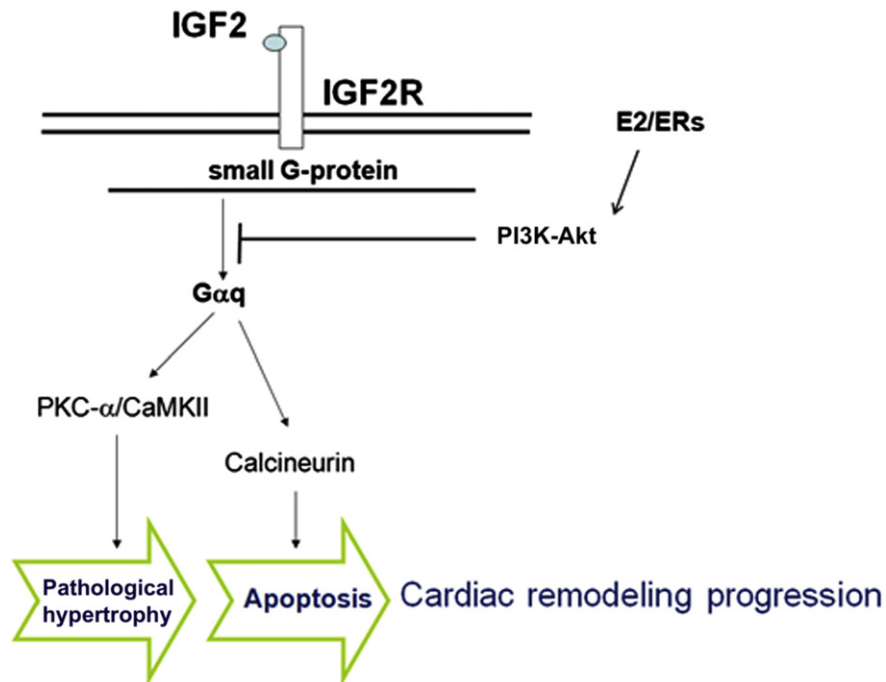 IGF2
IGF2R
E2/ERs
small G-protein
PI3K-Akt
Gαq
PKC-α/CaMKII
Calcineurin
Pathological
hypertrophy
Apoptosis
Cardiac remodeling progression